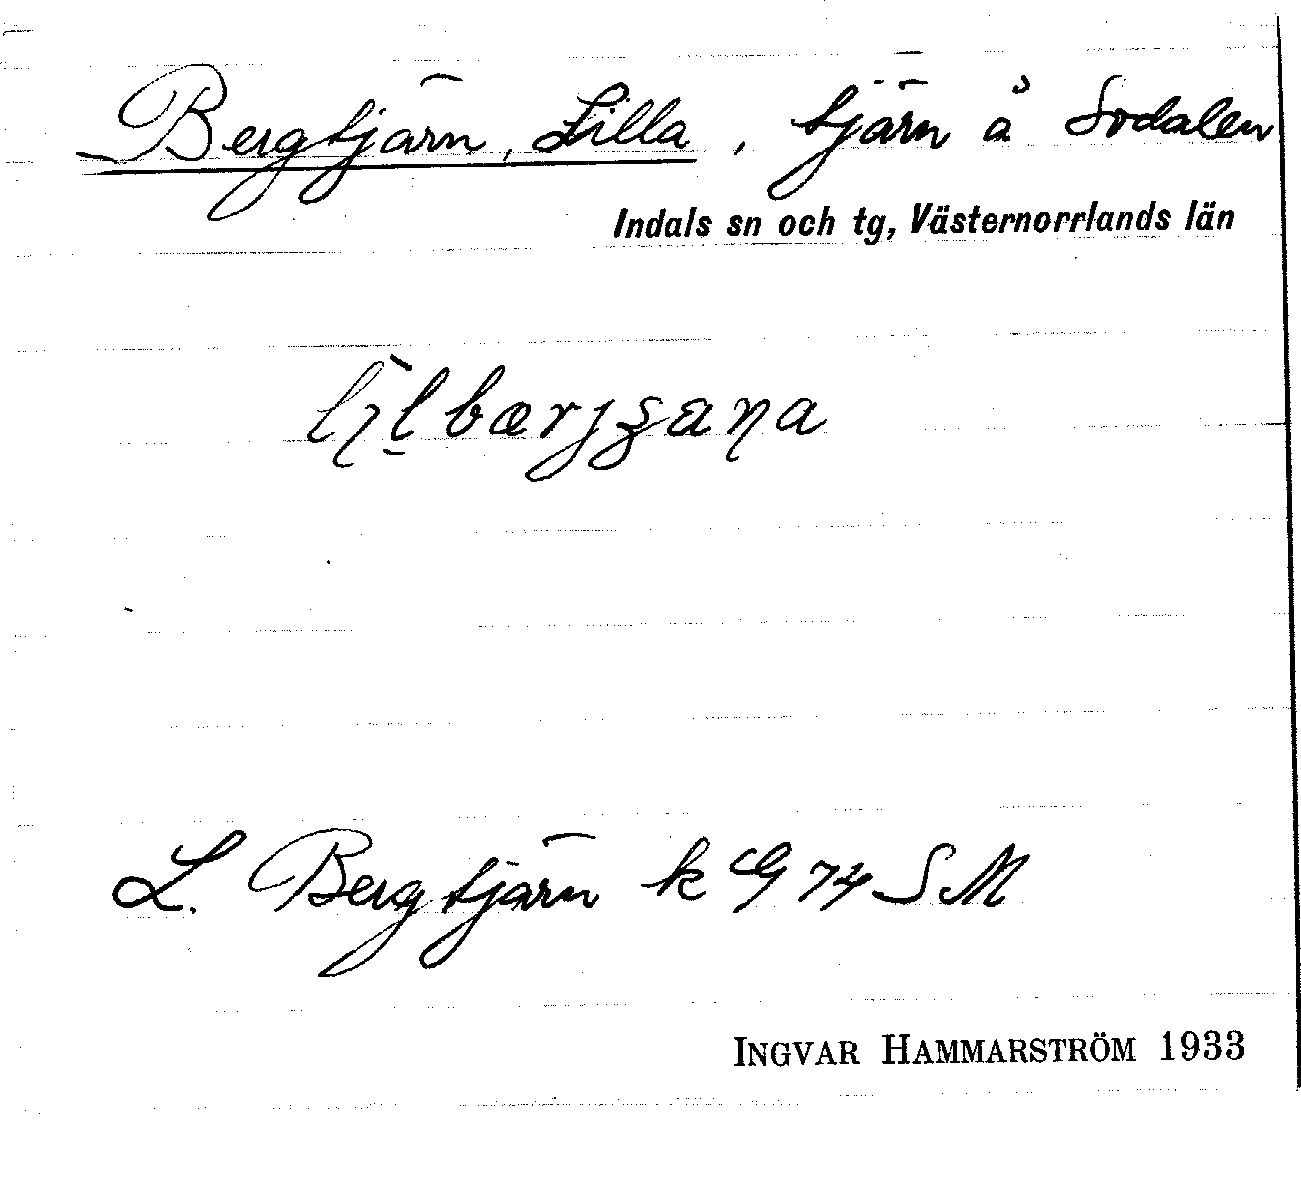 Bergtjärn, Lilla, tjärn å Sodalen
Indals sn och tg, Västernorrlands län
L. Bergtjärn k G 74 SM
INGVAR HAMMARSTRÖM 1933